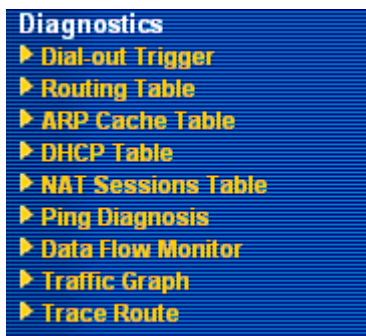 Diagnostics
Dial-out Trigger
Routing Table
ARP Cache Table
DHCP Table
NAT Sessions Table
Ping Diagnosis
Data Flow Monitor
Traffic Graph
Trace Route